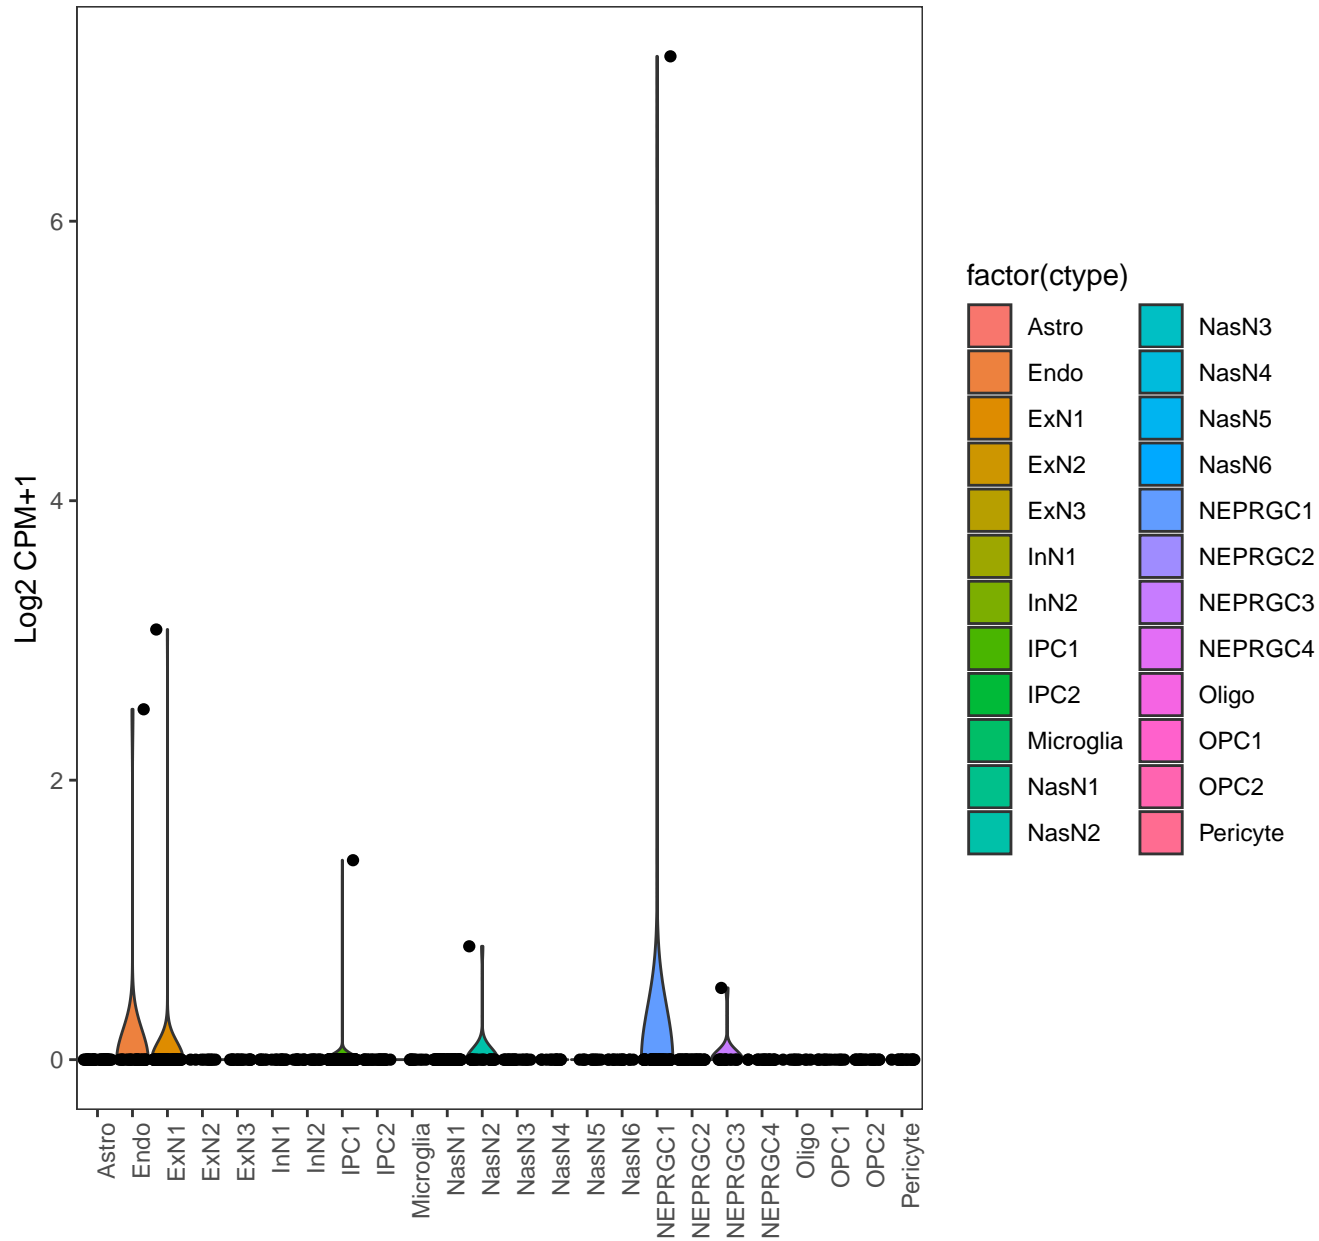 6
4
2
0
Log2 CPM+1
Astro
Endo
ExN1
ExN2
ExN3
InN1
InN2
IPC1
IPC2
Microglia
NasN1
NasN2
NasN3
NasN4
NasN5
NasN6
NEPRGC1
NEPRGC2
NEPRGC3
NEPRGC4
Oligo
OPC1
OPC2
Pericyte
factor(ctype)
Astro
Endo
ExN1
ExN2
ExN3
InN1
InN2
IPC1
IPC2
Microglia
NasN1
NasN2
NasN3
NasN4
NasN5
NasN6
NEPRGC1
NEPRGC2
NEPRGC3
NEPRGC4
Oligo
OPC1
OPC2
Pericyte